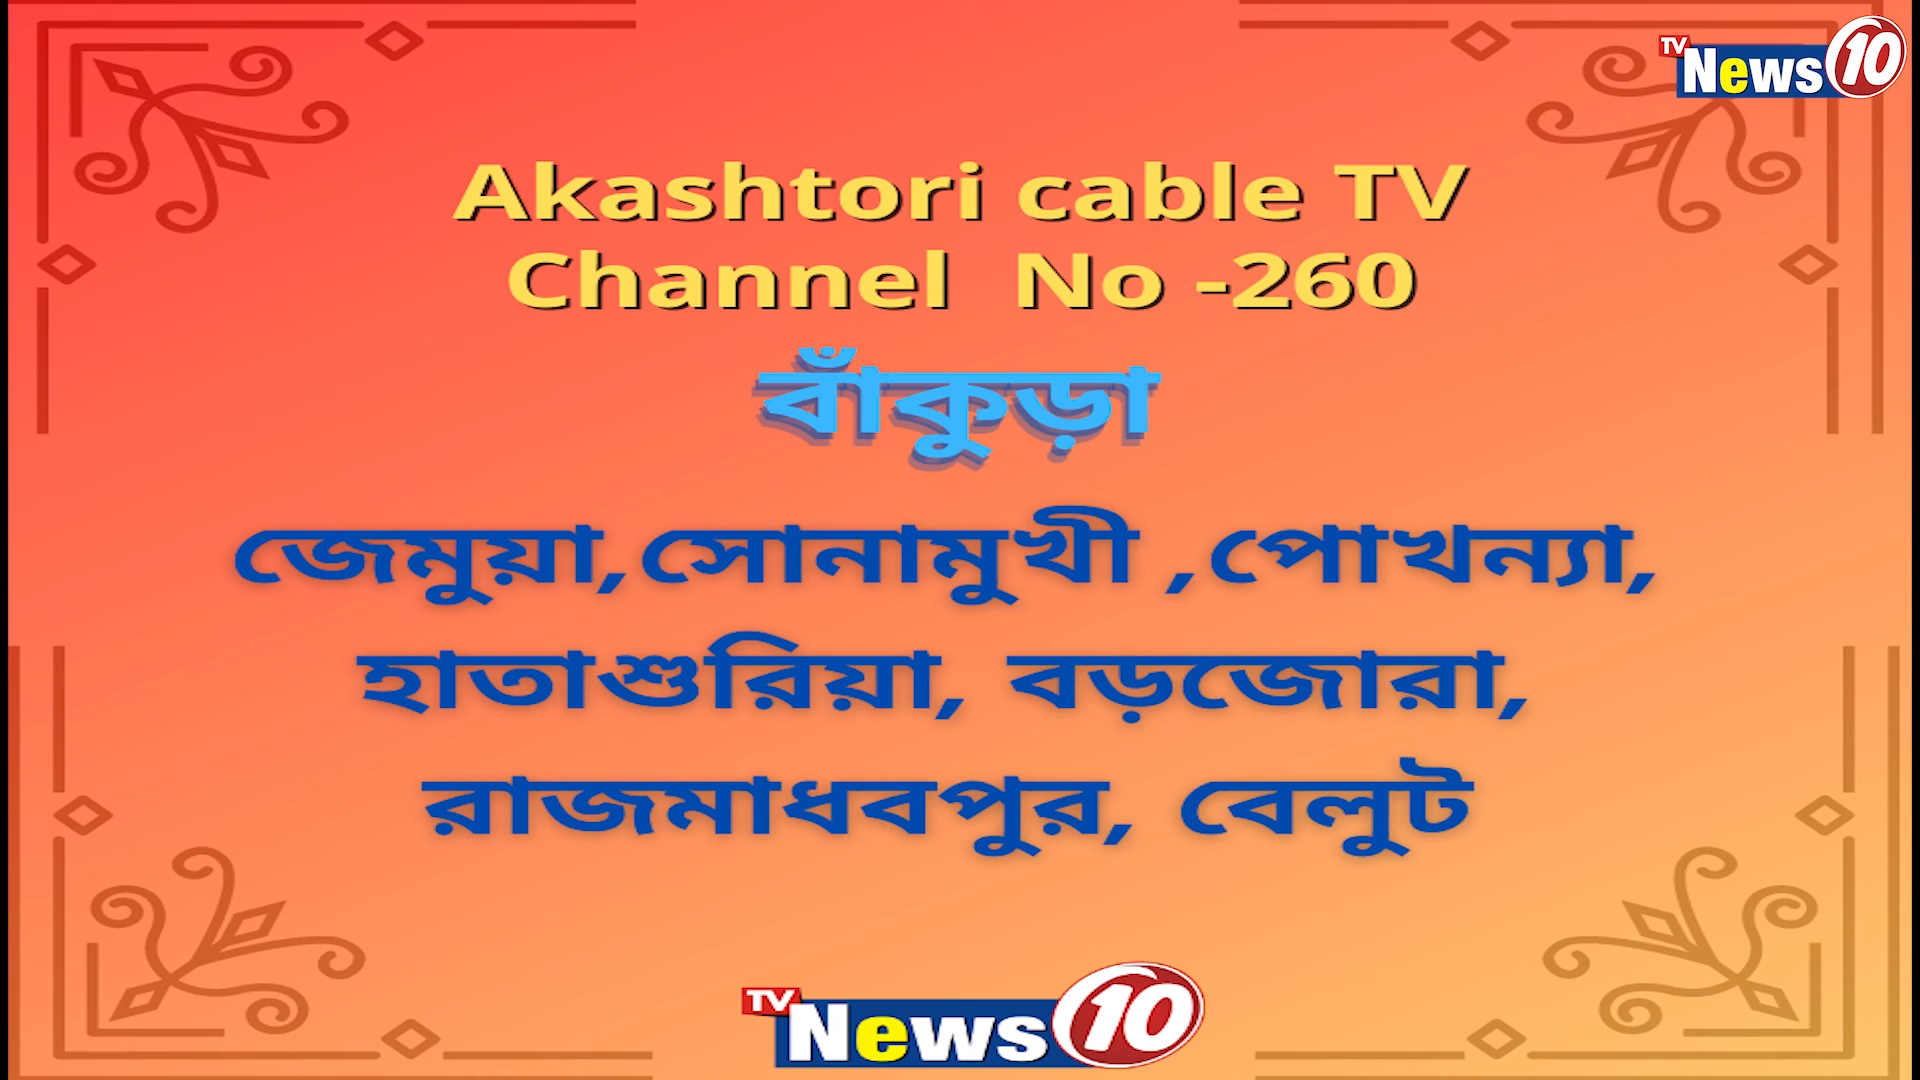 TV News 10
Akashtori cable TV
Channel No -260
বাঁকুড়া
জেমুয়া,সোনামুখী ,পোখন্যা,
হাতাশুরিয়া, বড়জোরা,
রাজমাধবপুর, বেলুট
TV News 10